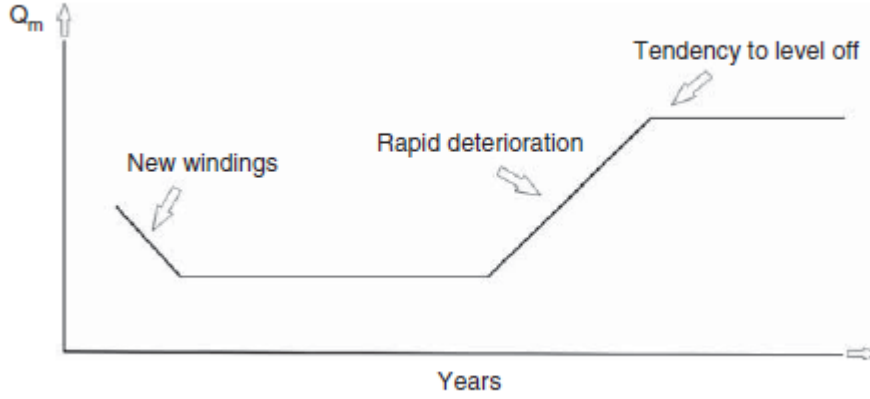 Qm
Tendency to level off
Rapid deterioration
New windings
Years